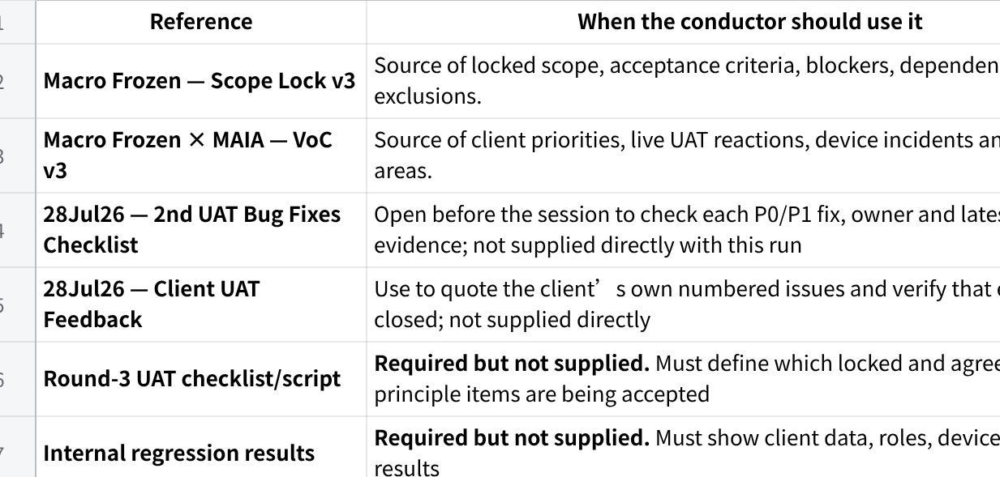 1
Reference
When the conductor should use it
2
Macro Frozen — Scope Lock v3
Source of locked scope, acceptance criteria, blockers,
exclusions.
3
Macro Frozen × MAIA — VoC
v3
Source of client priorities, live UAT reactions, device incidents
areas.
4
28Jul26 — 2nd UAT Bug Fixes
Checklist
Open before the session to check each P0/P1 fix, owner and
evidence; not supplied directly with this run
5
28Jul26 — Client UAT
Feedback
Use to quote the client’s own numbered issues and verify that
closed; not supplied directly
6
Round-3 UAT checklist/script
Required but not supplied. Must define which locked and
principle items are being accepted
7
Internal regression results
Required but not supplied. Must show client data, roles, device
results